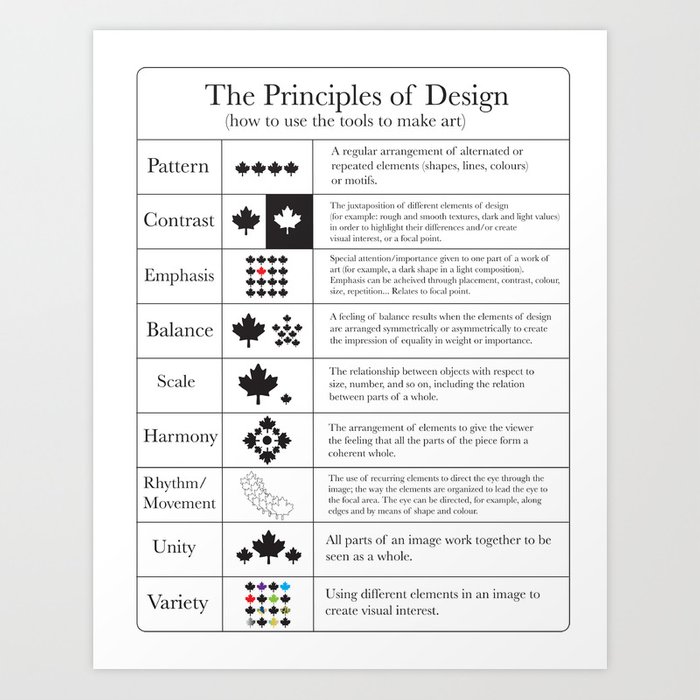 The Principles of Design
(how to use the tools to make art)
Pattern
A regular arrangement of alternated or
repeated elements (shapes, lines, colours)
or motifs.
Contrast
The juxtaposition of different elements of design
(for example: rough and smooth textures, dark and light values)
in order to highlight their differences and/or create
visual interest, or a focal point.
Emphasis
Special attention/importance given to one part of a work of
art (for example, a dark shape in a light composition).
Emphasis can be acheived through placement, contrast, colour,
size, repetition... Relates to focal point.
Balance
A feeling of balance results when the elements of design
are arranged symmetrically or asymmetrically to create
the impression of equality in weight or importance.
Scale
The relationship between objects with respect to
size, number, and so on, including the relation
between parts of a whole.
Harmony
The arrangement of elements to give the viewer
the feeling that all the parts of the piece form a
coherent whole.
Rhythm/
Movement
The use of recurring elements to direct the eye through the
image; the way the elements are organized to lead the eye to
the focal area. The eye can be directed, for example, along
edges and by means of shape and colour.
Unity
All parts of an image work together to be
seen as a whole.
Variety
Using different elements in an image to
create visual interest.